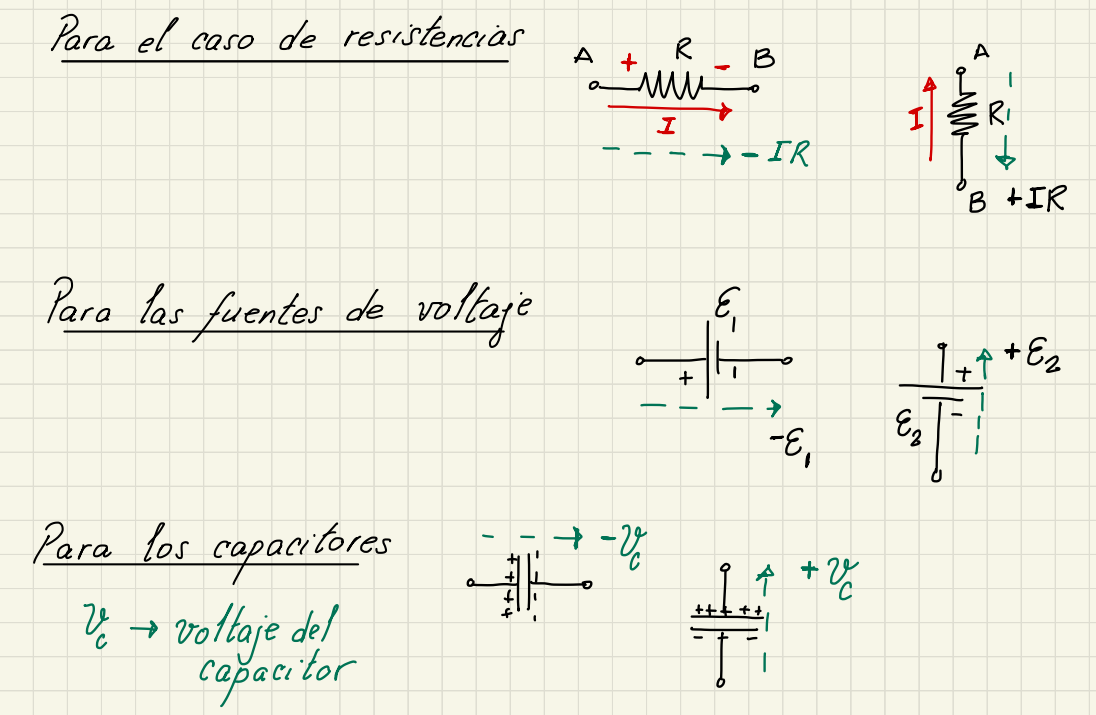 Para el caso de resistencias
A + R - B
I
- IR
A
I R
B +IR
Para las fuentes de voltaje
ε1
+ -
-ε1
+ε2
+
ε2 -
Para los capacitores
-Vc
+ -
+ -
+ -
+ -
+ Vc
+ + + + +
- - -
Vc → voltaje del
capacitor